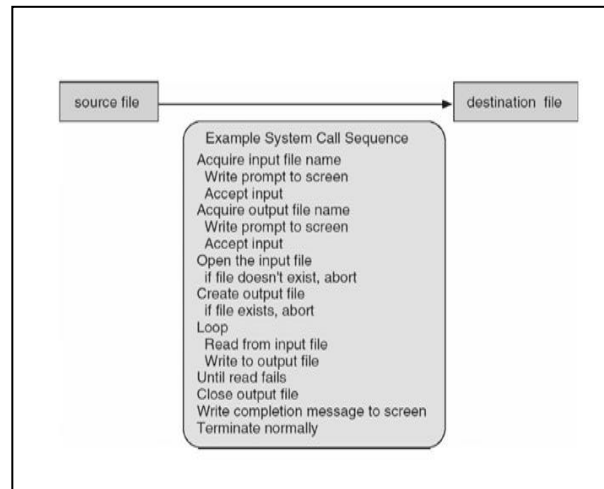 source file
destination file
Example System Call Sequence
Acquire input file name
Write prompt to screen
Accept input
Acquire output file name
Write prompt to screen
Accept input
Open the input file
if file doesn't exist, abort
Create output file
if file exists, abort
Loop
Read from input file
Write to output file
Until read fails
Close output file
Write completion message to screen
Terminate normally